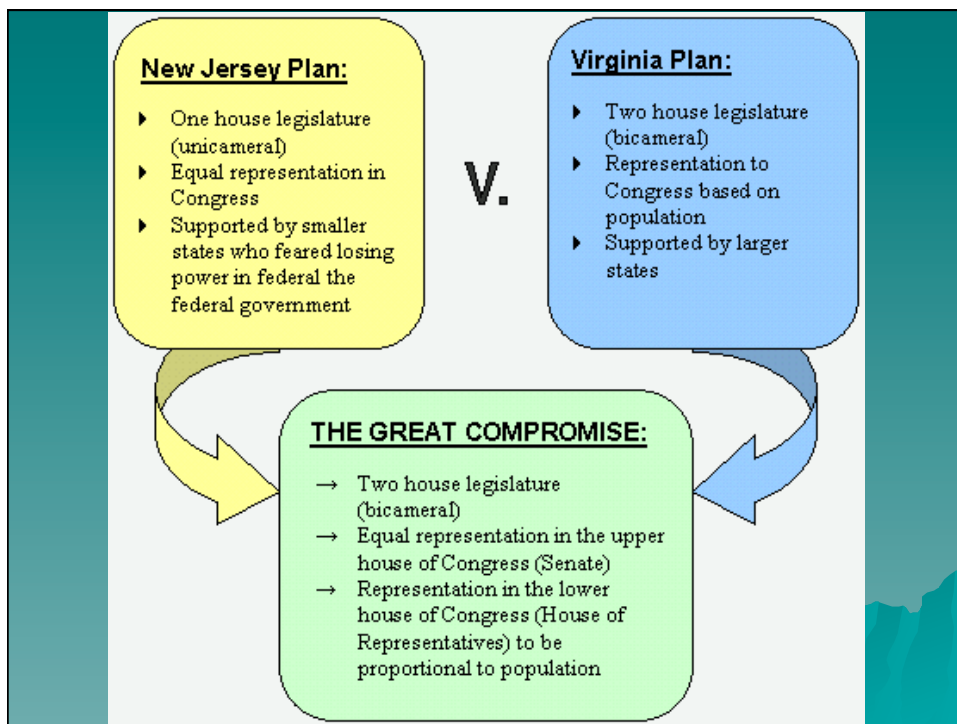 New Jersey Plan:
One house legislature
(unicameral)
Equal representation in
Congress
Supported by smaller
states who feared losing
power in federal the
federal government
V.
Virginia Plan:
Two house legislature
(bicameral)
Representation to
Congress based on
population
Supported by larger
states
THE GREAT COMPROMISE:
→ Two house legislature
(bicameral)
→ Equal representation in the upper
house of Congress (Senate)
→ Representation in the lower
house of Congress (House of
Representatives) to be
proportional to population